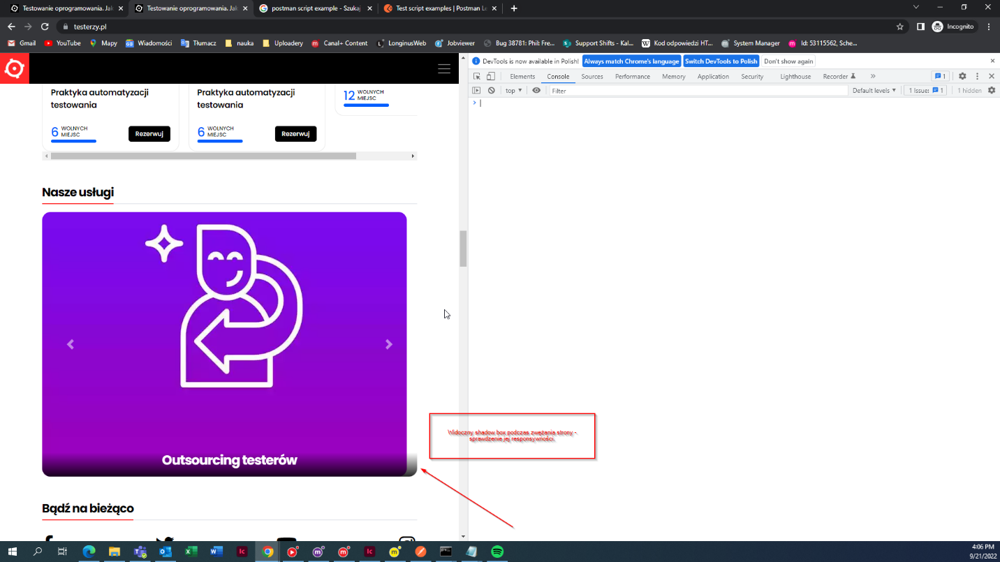 Testowanie oprogramowania. Jak
Testowanie oprogramowania. Jak
postman script example - Szukaj
Test script examples | Postman Le
testerzy.pl
Incognito
Gmail
YouTube
Mapy
Wiadomości
Tłumacz
nauka
Uploadery
Canal+ Content
LonginusWeb
Jobviewer
Bug 38781: Phil: Fre...
Support Shifts - Kal...
Kod odpowiedzi HT...
System Manager
Id: 53115562, Sche...
DevTools is now available in Polish!
Always match Chrome's language
Switch DevTools to Polish
Don't show again
Elements
Console
Sources
Performance
Memory
Application
Security
Lighthouse
Recorder
1
top
Filter
Default levels
1 Issue:
1
1 hidden
Praktyka automatyzacji
testowania
6 WOLNYCH
MIEJSC
Rezerwuj
Praktyka automatyzacji
testowania
6 WOLNYCH
MIEJSC
Rezerwuj
12 WOLNYCH
MIEJSC
Nasze usługi
Outsourcing testerów
Widoczny shadow box podczas zwężania strony -
sprawdzenie jej responsywności.
Bądź na bieżąco
4:06 PM
9/21/2022